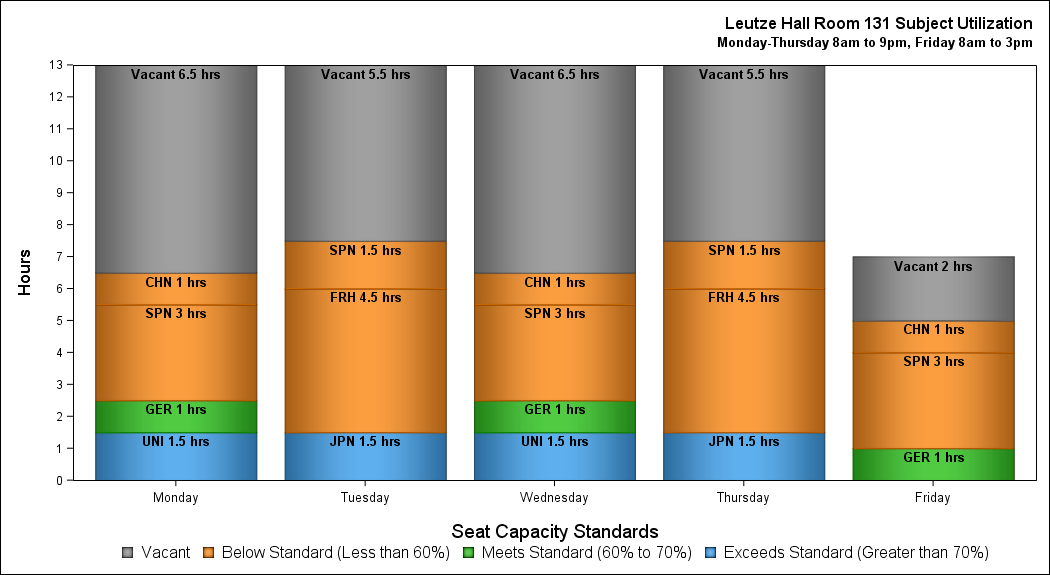 Leutze Hall Room 131 Subject Utilization
Monday-Thursday 8am to 9pm, Friday 8am to 3pm
Hours
13
12
11
10
9
8
7
6
5
4
3
2
1
0
Vacant 6.5 hrs
CHN 1 hrs
SPN 3 hrs
GER 1 hrs
UNI 1.5 hrs
Vacant 5.5 hrs
SPN 1.5 hrs
FRH 4.5 hrs
JPN 1.5 hrs
Vacant 6.5 hrs
CHN 1 hrs
SPN 3 hrs
GER 1 hrs
UNI 1.5 hrs
Vacant 5.5 hrs
SPN 1.5 hrs
FRH 4.5 hrs
JPN 1.5 hrs
Vacant 2 hrs
CHN 1 hrs
SPN 3 hrs
GER 1 hrs
Monday Tuesday Wednesday Thursday Friday
Seat Capacity Standards
Vacant Below Standard (Less than 60%) Meets Standard (60% to 70%) Exceeds Standard (Greater than 70%)